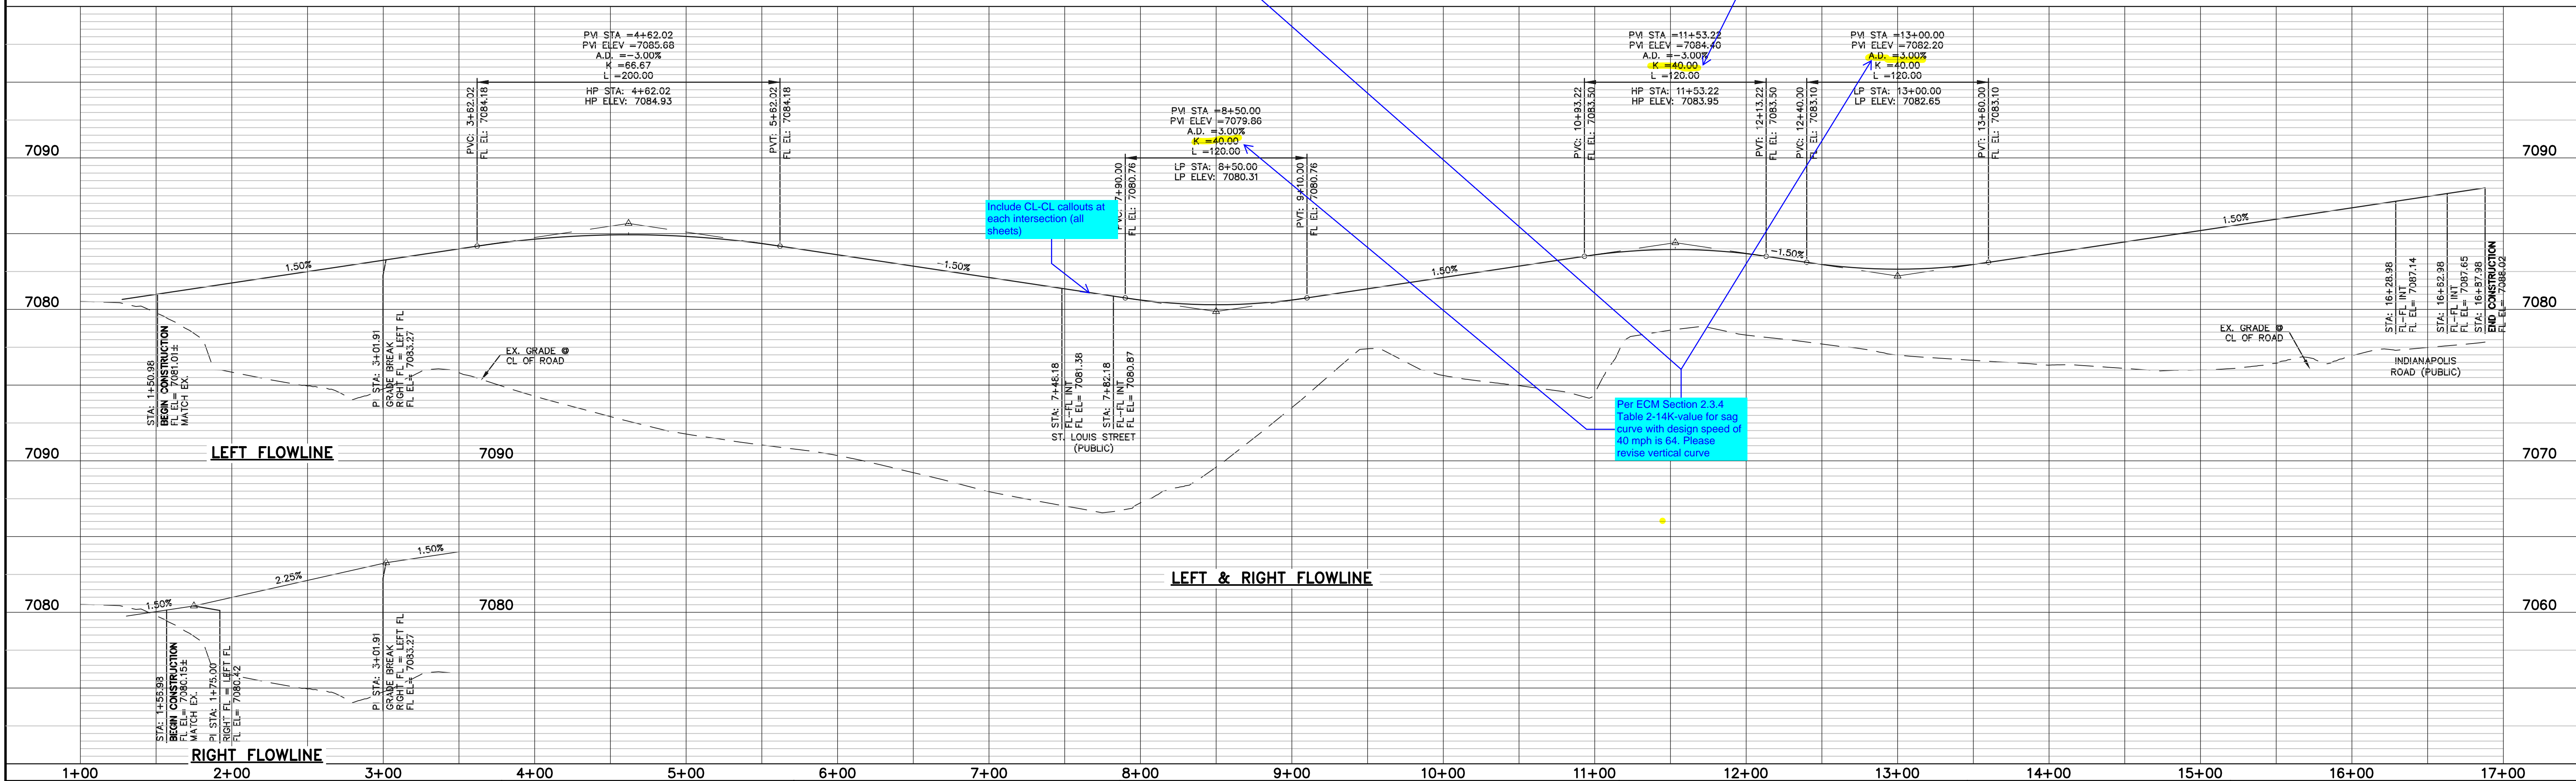 PVI STA =4+62.02
PVI ELEV =7085.68
A.D. =-3.00%
K =66.67
L =200.00
HP STA: 4+62.02
HP ELEV: 7084.93
PVC: 3+62.02
FL EL: 7084.18
PVT: 5+62.02
FL EL: 7084.18
PVI STA =8+50.00
PVI ELEV =7079.86
A.D. =3.00%
K =40.00
L =120.00
LP STA: 8+50.00
LP ELEV: 7080.31
PVC: 7+90.00
FL EL: 7080.76
PVT: 9+10.00
FL EL: 7080.76
PVI STA =11+53.22
PVI ELEV =7084.40
A.D. =-3.00%
K =40.00
L =120.00
HP STA: 11+53.22
HP ELEV: 7083.95
PVC: 10+93.22
FL EL: 7083.50
PVT: 12+13.22
FL EL: 7083.50
PVI STA =13+00.00
PVI ELEV =7082.20
A.D. =3.00%
K =40.00
L =120.00
LP STA: 13+00.00
LP ELEV: 7082.65
PVC: 12+40.00
FL EL: 7083.10
PVT: 13+60.00
FL EL: 7083.10
7090
7090
Include CL-CL callouts at
each intersection (all
sheets)
1.50%
-1.50%
1.50%
-1.50%
1.50%
7080
7080
STA: 1+50.98
BEGIN CONSTRUCTION
FL EL= 7081.01±
MATCH EX.
PI STA: 3+01.91
GRADE BREAK
RIGHT FL = LEFT FL
FL EL= 7083.27
EX. GRADE @
CL OF ROAD
STA: 7+48.18
FL-FL INT
FL EL= 7081.38
STA: 7+82.18
FL-FL INT
FL EL= 7080.87
ST. LOUIS STREET
(PUBLIC)
EX. GRADE @
CL OF ROAD
STA: 16+28.98
FL-FL INT
FL EL= 7087.14
STA: 16+62.98
FL-FL INT
FL EL= 7087.65
STA: 16+87.98
END CONSTRUCTION
FL EL= 7088.02
INDIANAPOLIS
ROAD (PUBLIC)
Per ECM Section 2.3.4
Table 2-14K-value for sag
curve with design speed of
40 mph is 64. Please
revise vertical curve
LEFT FLOWLINE
7090
7090
7070
1.50%
2.25%
1.50%
LEFT & RIGHT FLOWLINE
7080
7080
7060
STA: 1+56.98
BEGIN CONSTRUCTION
FL EL= 7080.15±
MATCH EX.
PI STA: 1+75.00
RIGHT FL = LEFT FL
FL EL= 7080.42
PI STA: 3+01.91
GRADE BREAK
RIGHT FL = LEFT FL
FL EL= 7083.27
RIGHT FLOWLINE
1+00 2+00 3+00 4+00 5+00 6+00 7+00 8+00 9+00 10+00 11+00 12+00 13+00 14+00 15+00 16+00 17+00